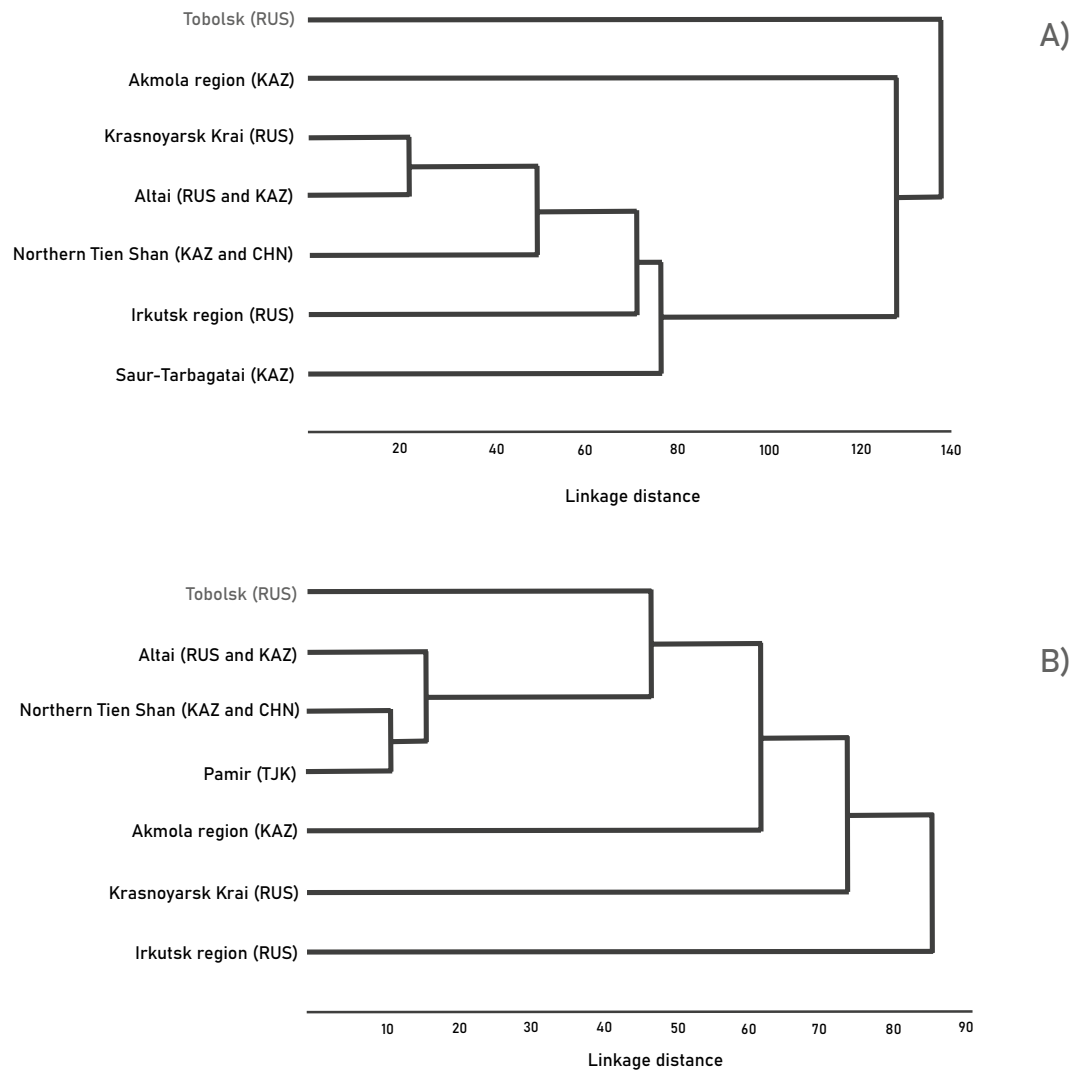 Tobolsk (RUS)
A)
Akmola region (KAZ)
Krasnoyarsk Krai (RUS)
Altai (RUS and KAZ)
Northern Tien Shan (KAZ and CHN)
Irkutsk region (RUS)
Saur-Tarbagatai (KAZ)
20 40 60 80 100 120 140
Linkage distance
Tobolsk (RUS)
Altai (RUS and KAZ)
B)
Northern Tien Shan (KAZ and CHN)
Pamir (TJK)
Akmola region (KAZ)
Krasnoyarsk Krai (RUS)
Irkutsk region (RUS)
10 20 30 40 50 60 70 80 90
Linkage distance